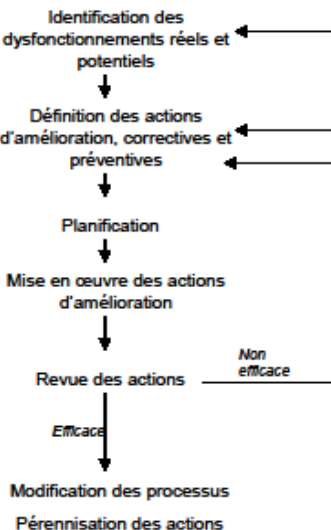 Identification des
dysfonctionnements réels et
potentiels
Définition des actions
d'amélioration, correctives et
préventives
Planification
Mise en œuvre des actions
d'amélioration
Revue des actions
Non
efficace
Efficace
Modification des processus
Pérennisation des actions